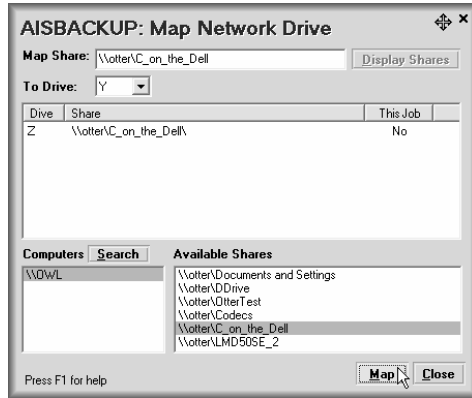 AISBACKUP: Map Network Drive
Map Share: \\otter\C_on_the_Dell Display Shares
To Drive: Y
Dive Share This Job
Z \\otter\C_on_the_Dell\ No
Computers Search Available Shares
\\OWL
\\otter\Documents and Settings
\\otter\DDrive
\\otter\OtterTest
\\otter\Codecs
\\otter\C_on_the_Dell
\\otter\LMD50SE_2
Press F1 for help Map Close